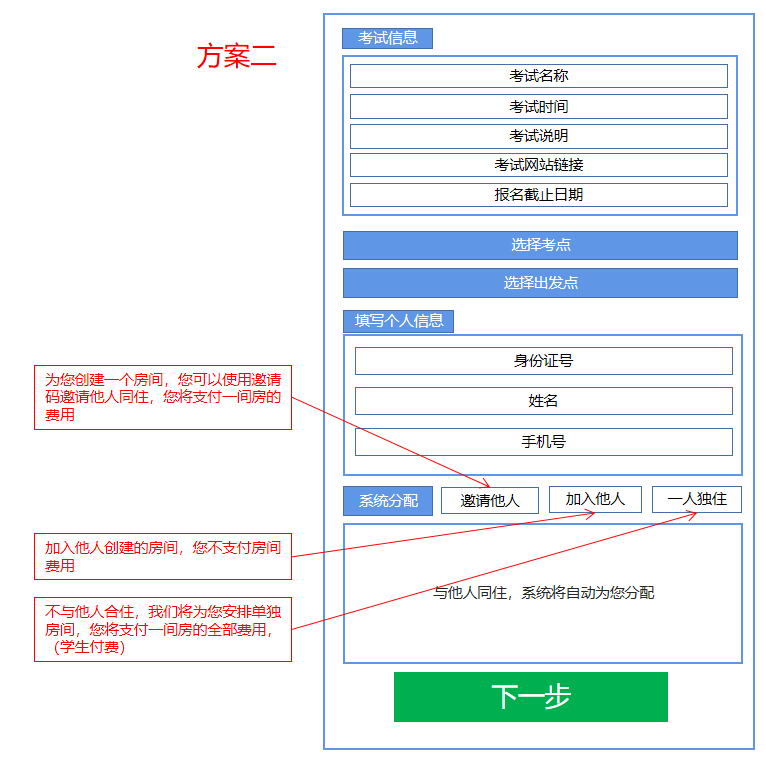 方案二
考试信息
考试名称
考试时间
考试说明
考试网站链接
报名截止日期
选择考点
选择出发点
填写个人信息
身份证号
姓名
手机号
为您创建一个房间，您可以使用邀请
码邀请他人同住，您将支付一间房的
费用
系统分配
邀请他人
加入他人
一人独住
加入他人创建的房间，您不支付房间
费用
与他人同住，系统将自动为您分配
不与他人合住，我们将为您安排单独
房间，您将支付一间房的全部费用，
（学生付费）
下一步